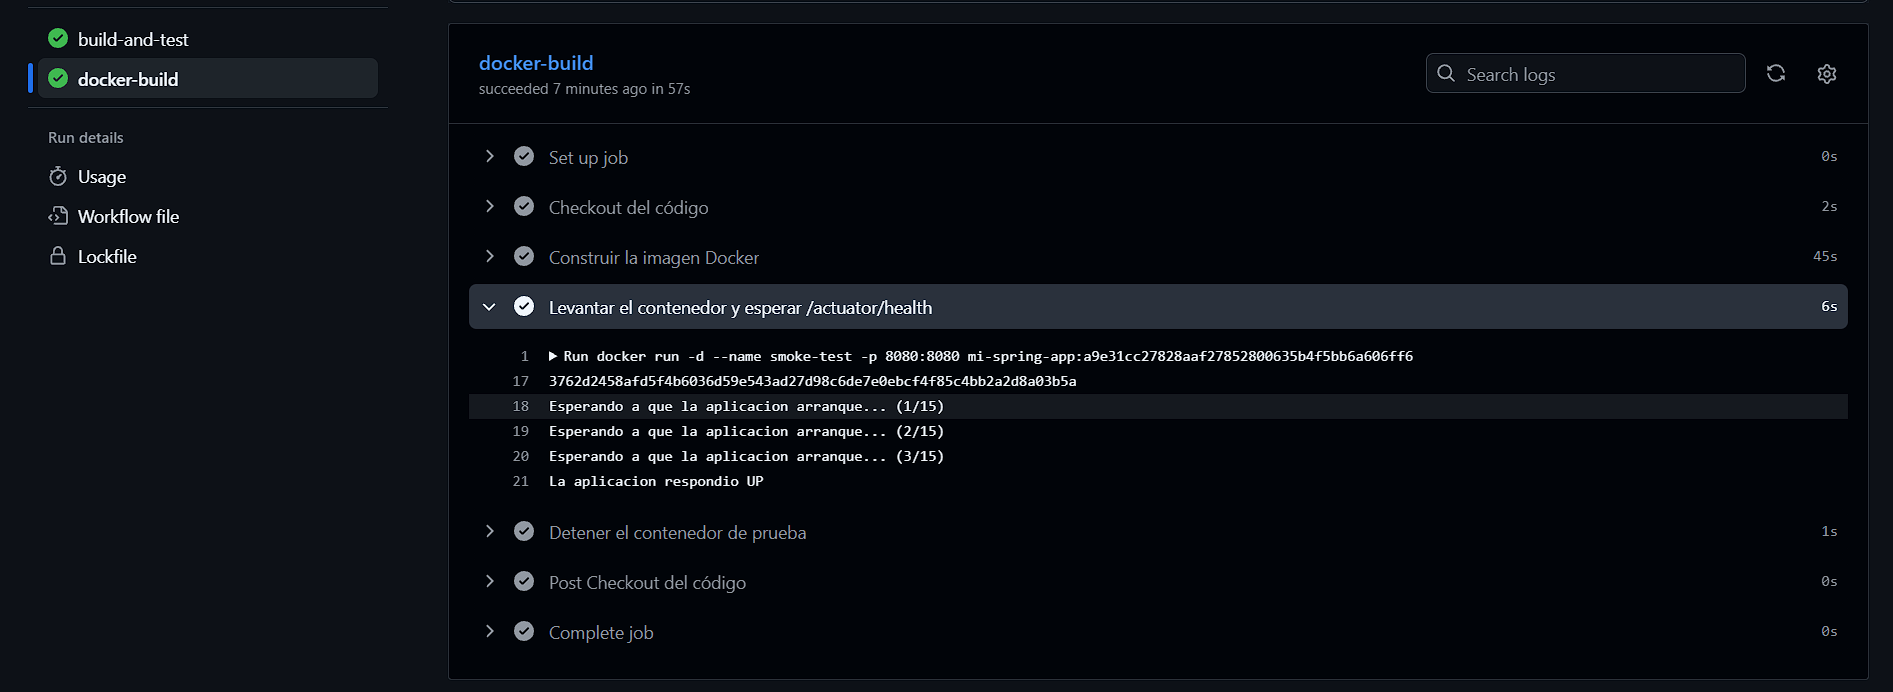 build-and-test
docker-build
Run details
Usage
Workflow file
Lockfile
docker-build
succeeded 7 minutes ago in 57s
Search logs
Set up job 0s
Checkout del código 2s
Construir la imagen Docker 45s
Levantar el contenedor y esperar /actuator/health 6s
1 Run docker run -d --name smoke-test -p 8080:8080 mi-spring-app:a9e31cc27828aaf27852800635b4f5bb6a606ff6
17 3762d2458afd5f4b6036d59e543ad27d98c6de7e0ebcf4f85c4bb2a2d8a03b5a
18 Esperando a que la aplicacion arranque... (1/15)
19 Esperando a que la aplicacion arranque... (2/15)
20 Esperando a que la aplicacion arranque... (3/15)
21 La aplicacion respondio UP
Detener el contenedor de prueba 1s
Post Checkout del código 0s
Complete job 0s